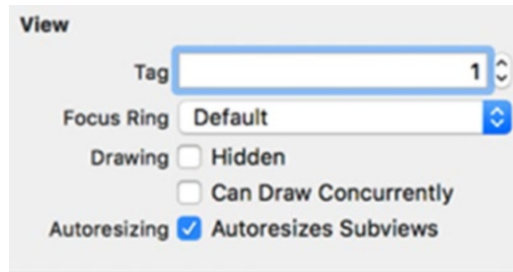 View
Tag 1
Focus Ring Default
Drawing Hidden
Can Draw Concurrently
Autoresizing Autoresizes Subviews